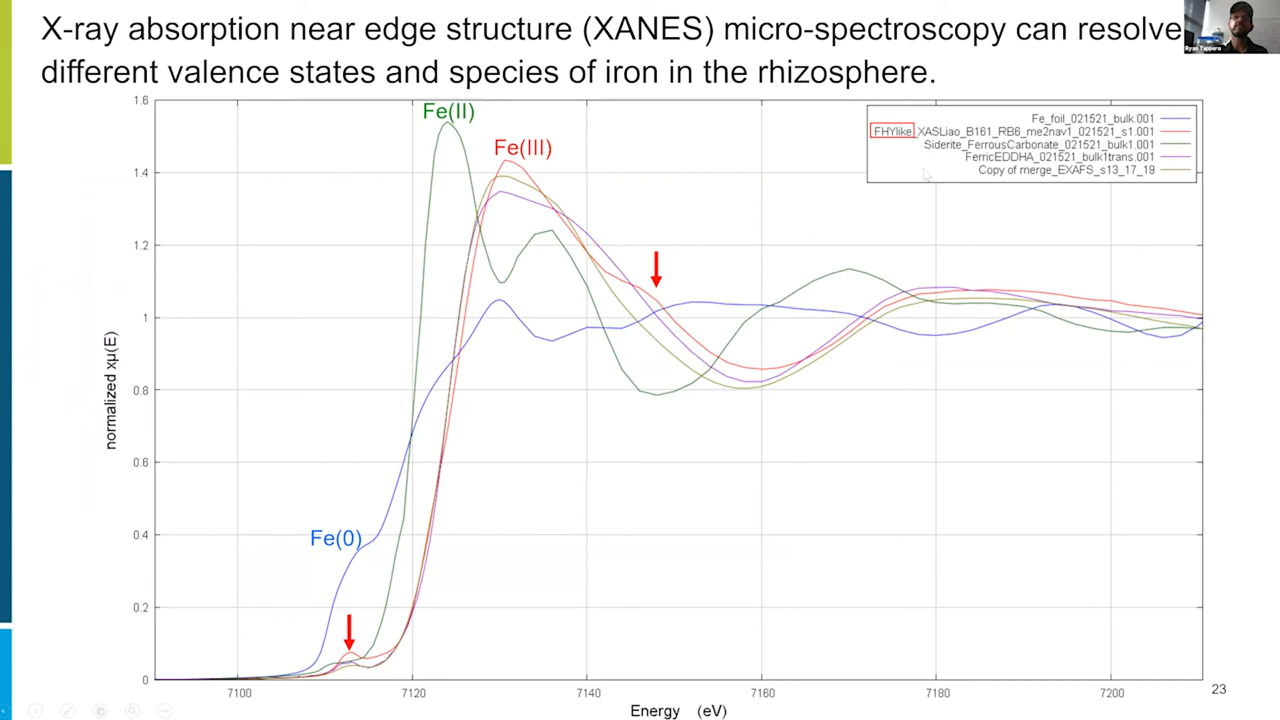 X-ray absorption near edge structure (XANES) micro-spectroscopy can resolve
different valence states and species of iron in the rhizosphere.
Ryan Tappero
1.6
1.4
1.2
1
0.8
0.6
0.4
0.2
0
normalized xμ(E)
Fe(II)
Fe(III)
Fe(0)
Fe_foil_021521_bulk.001
FHYlike_XASLiao_B161_RB6_me2nav1_021521_s1.001
Siderite_FerrousCarbonate_021521_bulk1.001
FerricEDDHA_021521_bulk1trans.001
Copy of merge_EXAFS_s13_17_19
7100 7120 7140 7160 7180 7200
Energy (eV)
23